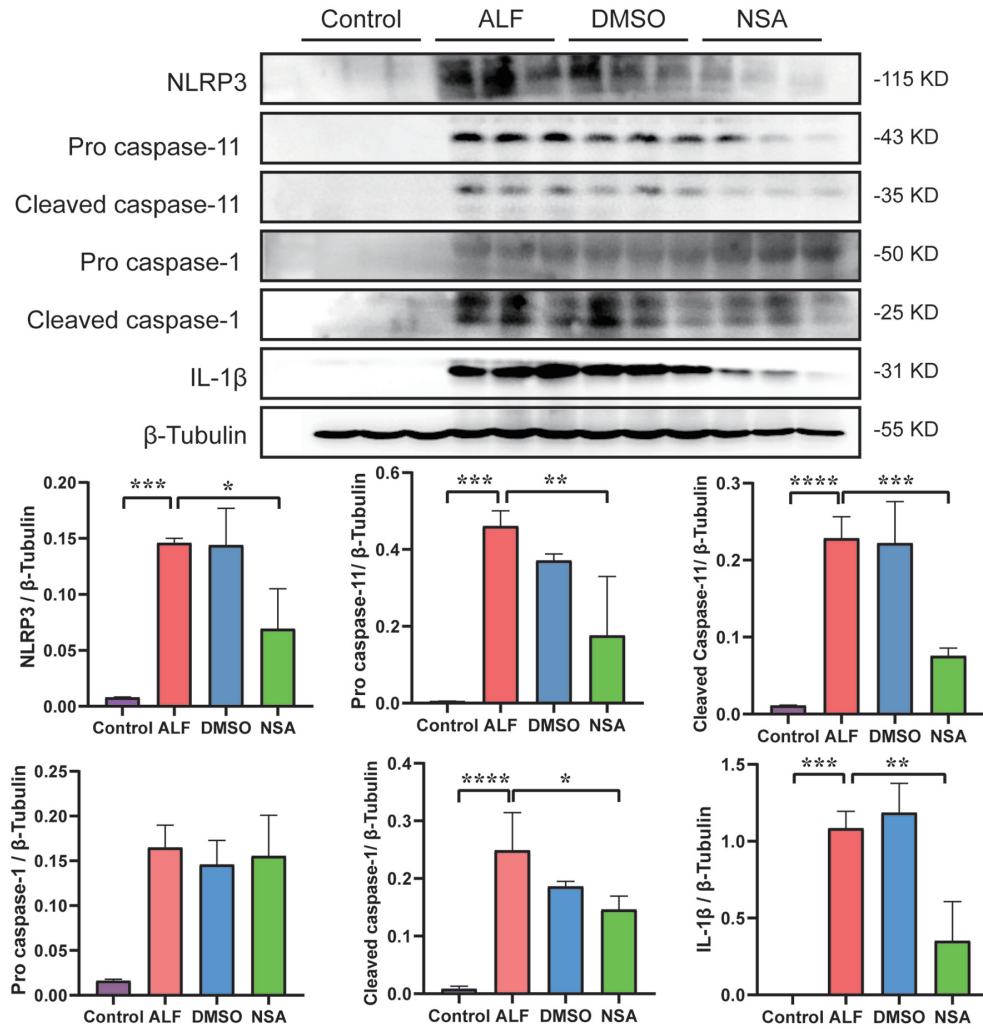 Control ALF DMSO NSA
NLRP3 -115 KD
Pro caspase-11 -43 KD
Cleaved caspase-11 -35 KD
Pro caspase-1 -50 KD
Cleaved caspase-1 -25 KD
IL-1β -31 KD
β-Tubulin -55 KD
NLRP3 / β-Tubulin
0.20
0.15
0.10
0.05
0.00
*** *
Control ALF DMSO NSA
Pro caspase-11/ β-Tubulin
0.6
0.4
0.2
0.0
*** **
Control ALF DMSO NSA
Cleaved Caspase-11/ β-Tubulin
0.3
0.2
0.1
0.0
**** ***
Control ALF DMSO NSA
Pro caspase-1 / β-Tubulin
0.25
0.20
0.15
0.10
0.05
0.00
Control ALF DMSO NSA
Cleaved caspase-1/ β-Tubulin
0.4
0.3
0.2
0.1
0.0
**** *
Control ALF DMSO NSA
IL-1β / β-Tubulin
1.5
1.0
0.5
0.0
*** **
Control ALF DMSO NSA